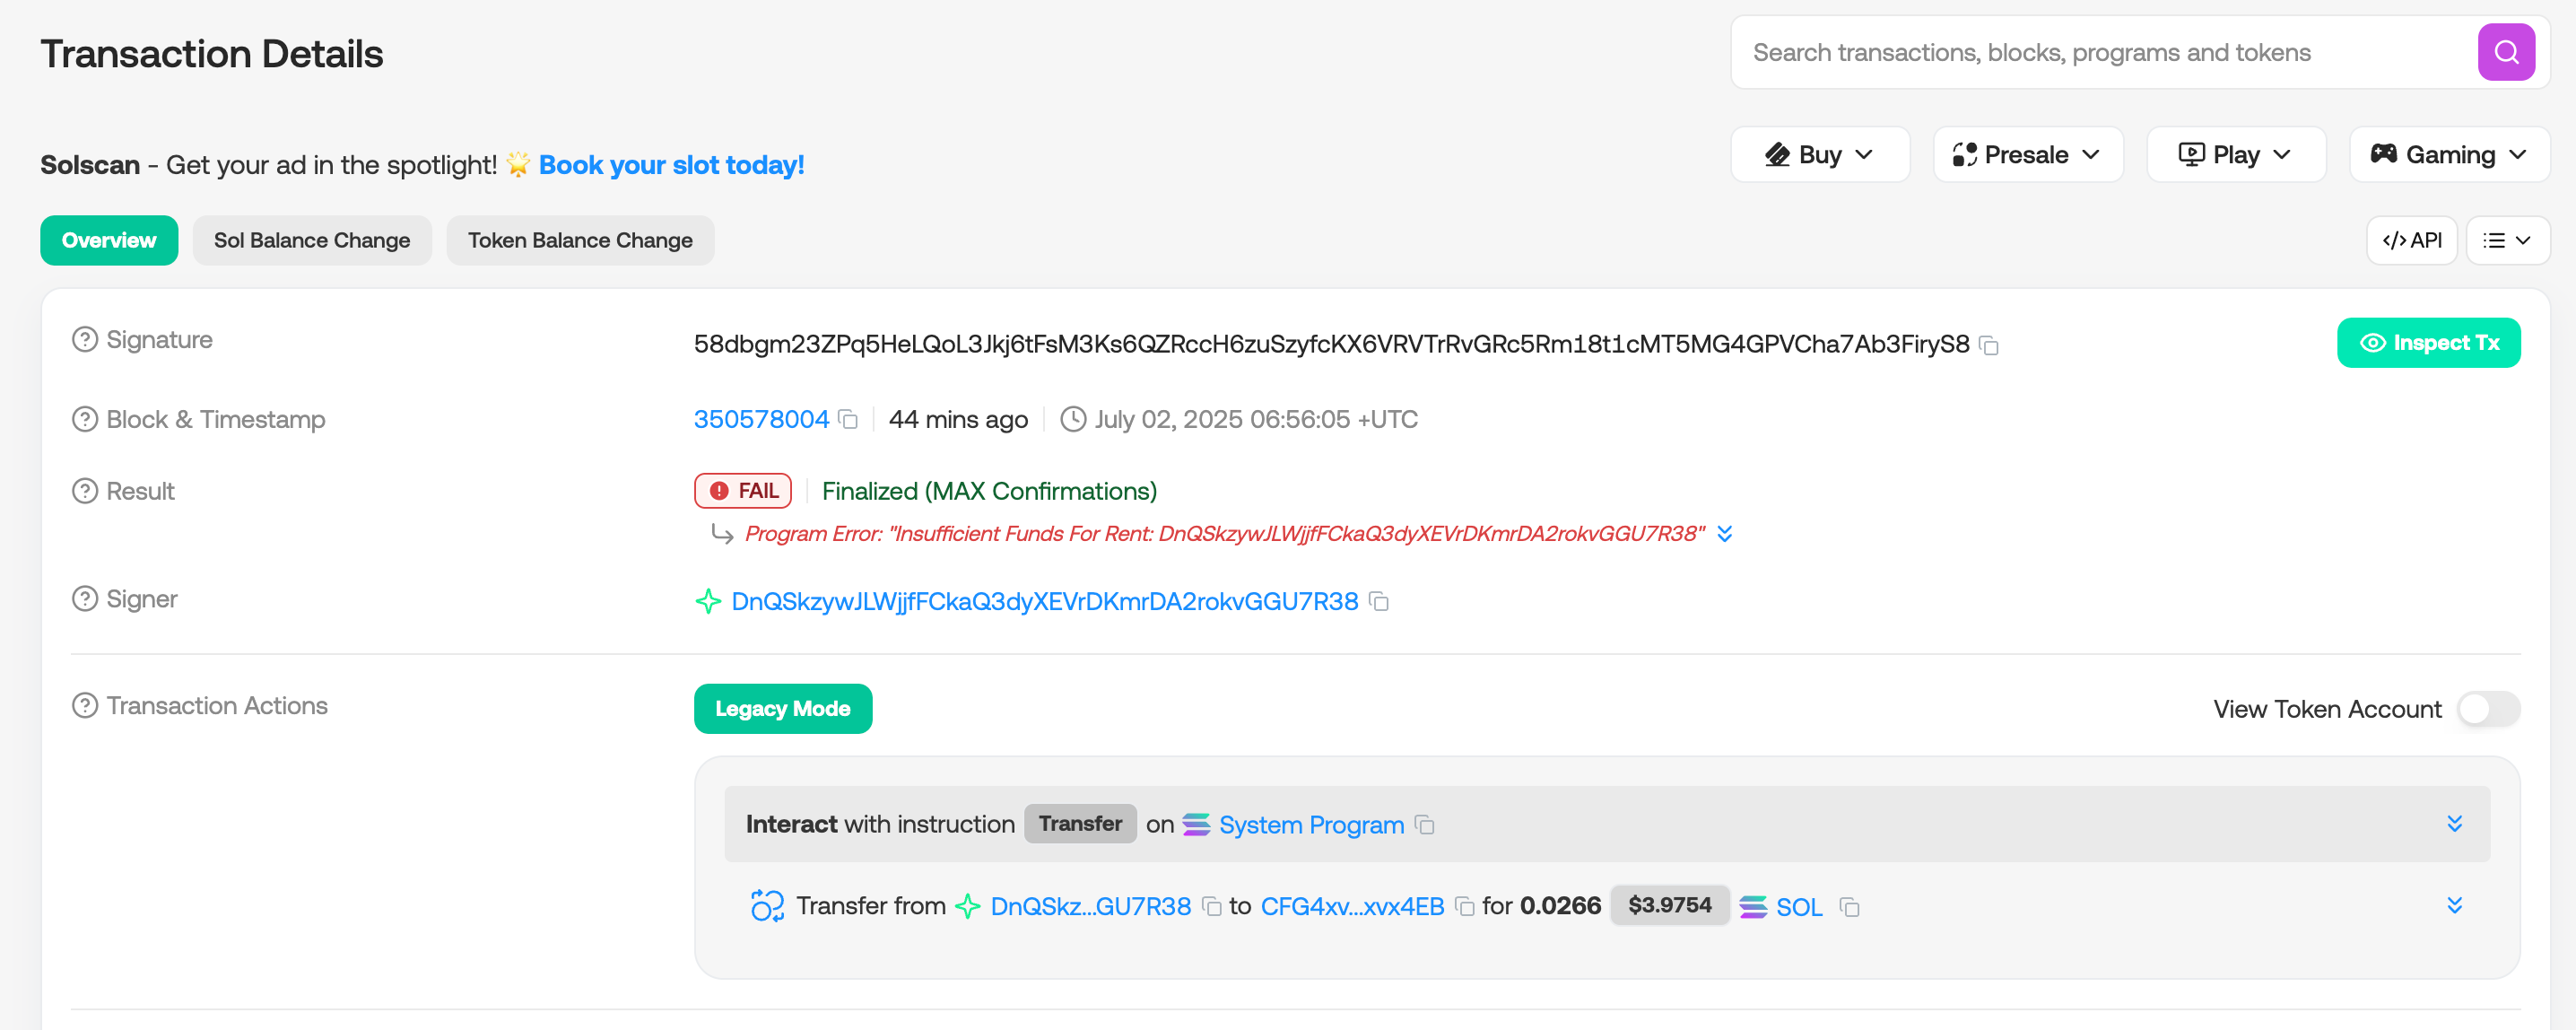 Transaction Details
Search transactions, blocks, programs and tokens
Solscan - Get your ad in the spotlight! 🌟 Book your slot today!
Buy
Presale
Play
Gaming
Overview
Sol Balance Change
Token Balance Change
</> API
Signature
58dbgm23ZPq5HeLQoL3Jkj6tFsM3Ks6QZRccH6zuSzyfcKX6VRVTrRvGRc5Rm18t1cMT5MG4GPVCha7Ab3FiryS8
Inspect Tx
Block & Timestamp
350578004
44 mins ago
July 02, 2025 06:56:05 +UTC
Result
FAIL
Finalized (MAX Confirmations)
Program Error: "Insufficient Funds For Rent: DnQSkzywJLWjjfFCkaQ3dyXEVrDKmrDA2rokvGGU7R38"
Signer
DnQSkzywJLWjjfFCkaQ3dyXEVrDKmrDA2rokvGGU7R38
Transaction Actions
Legacy Mode
View Token Account
Interact with instruction Transfer on System Program
Transfer from DnQSkz...GU7R38 to CFG4xv...xvx4EB for 0.0266 $3.9754 SOL